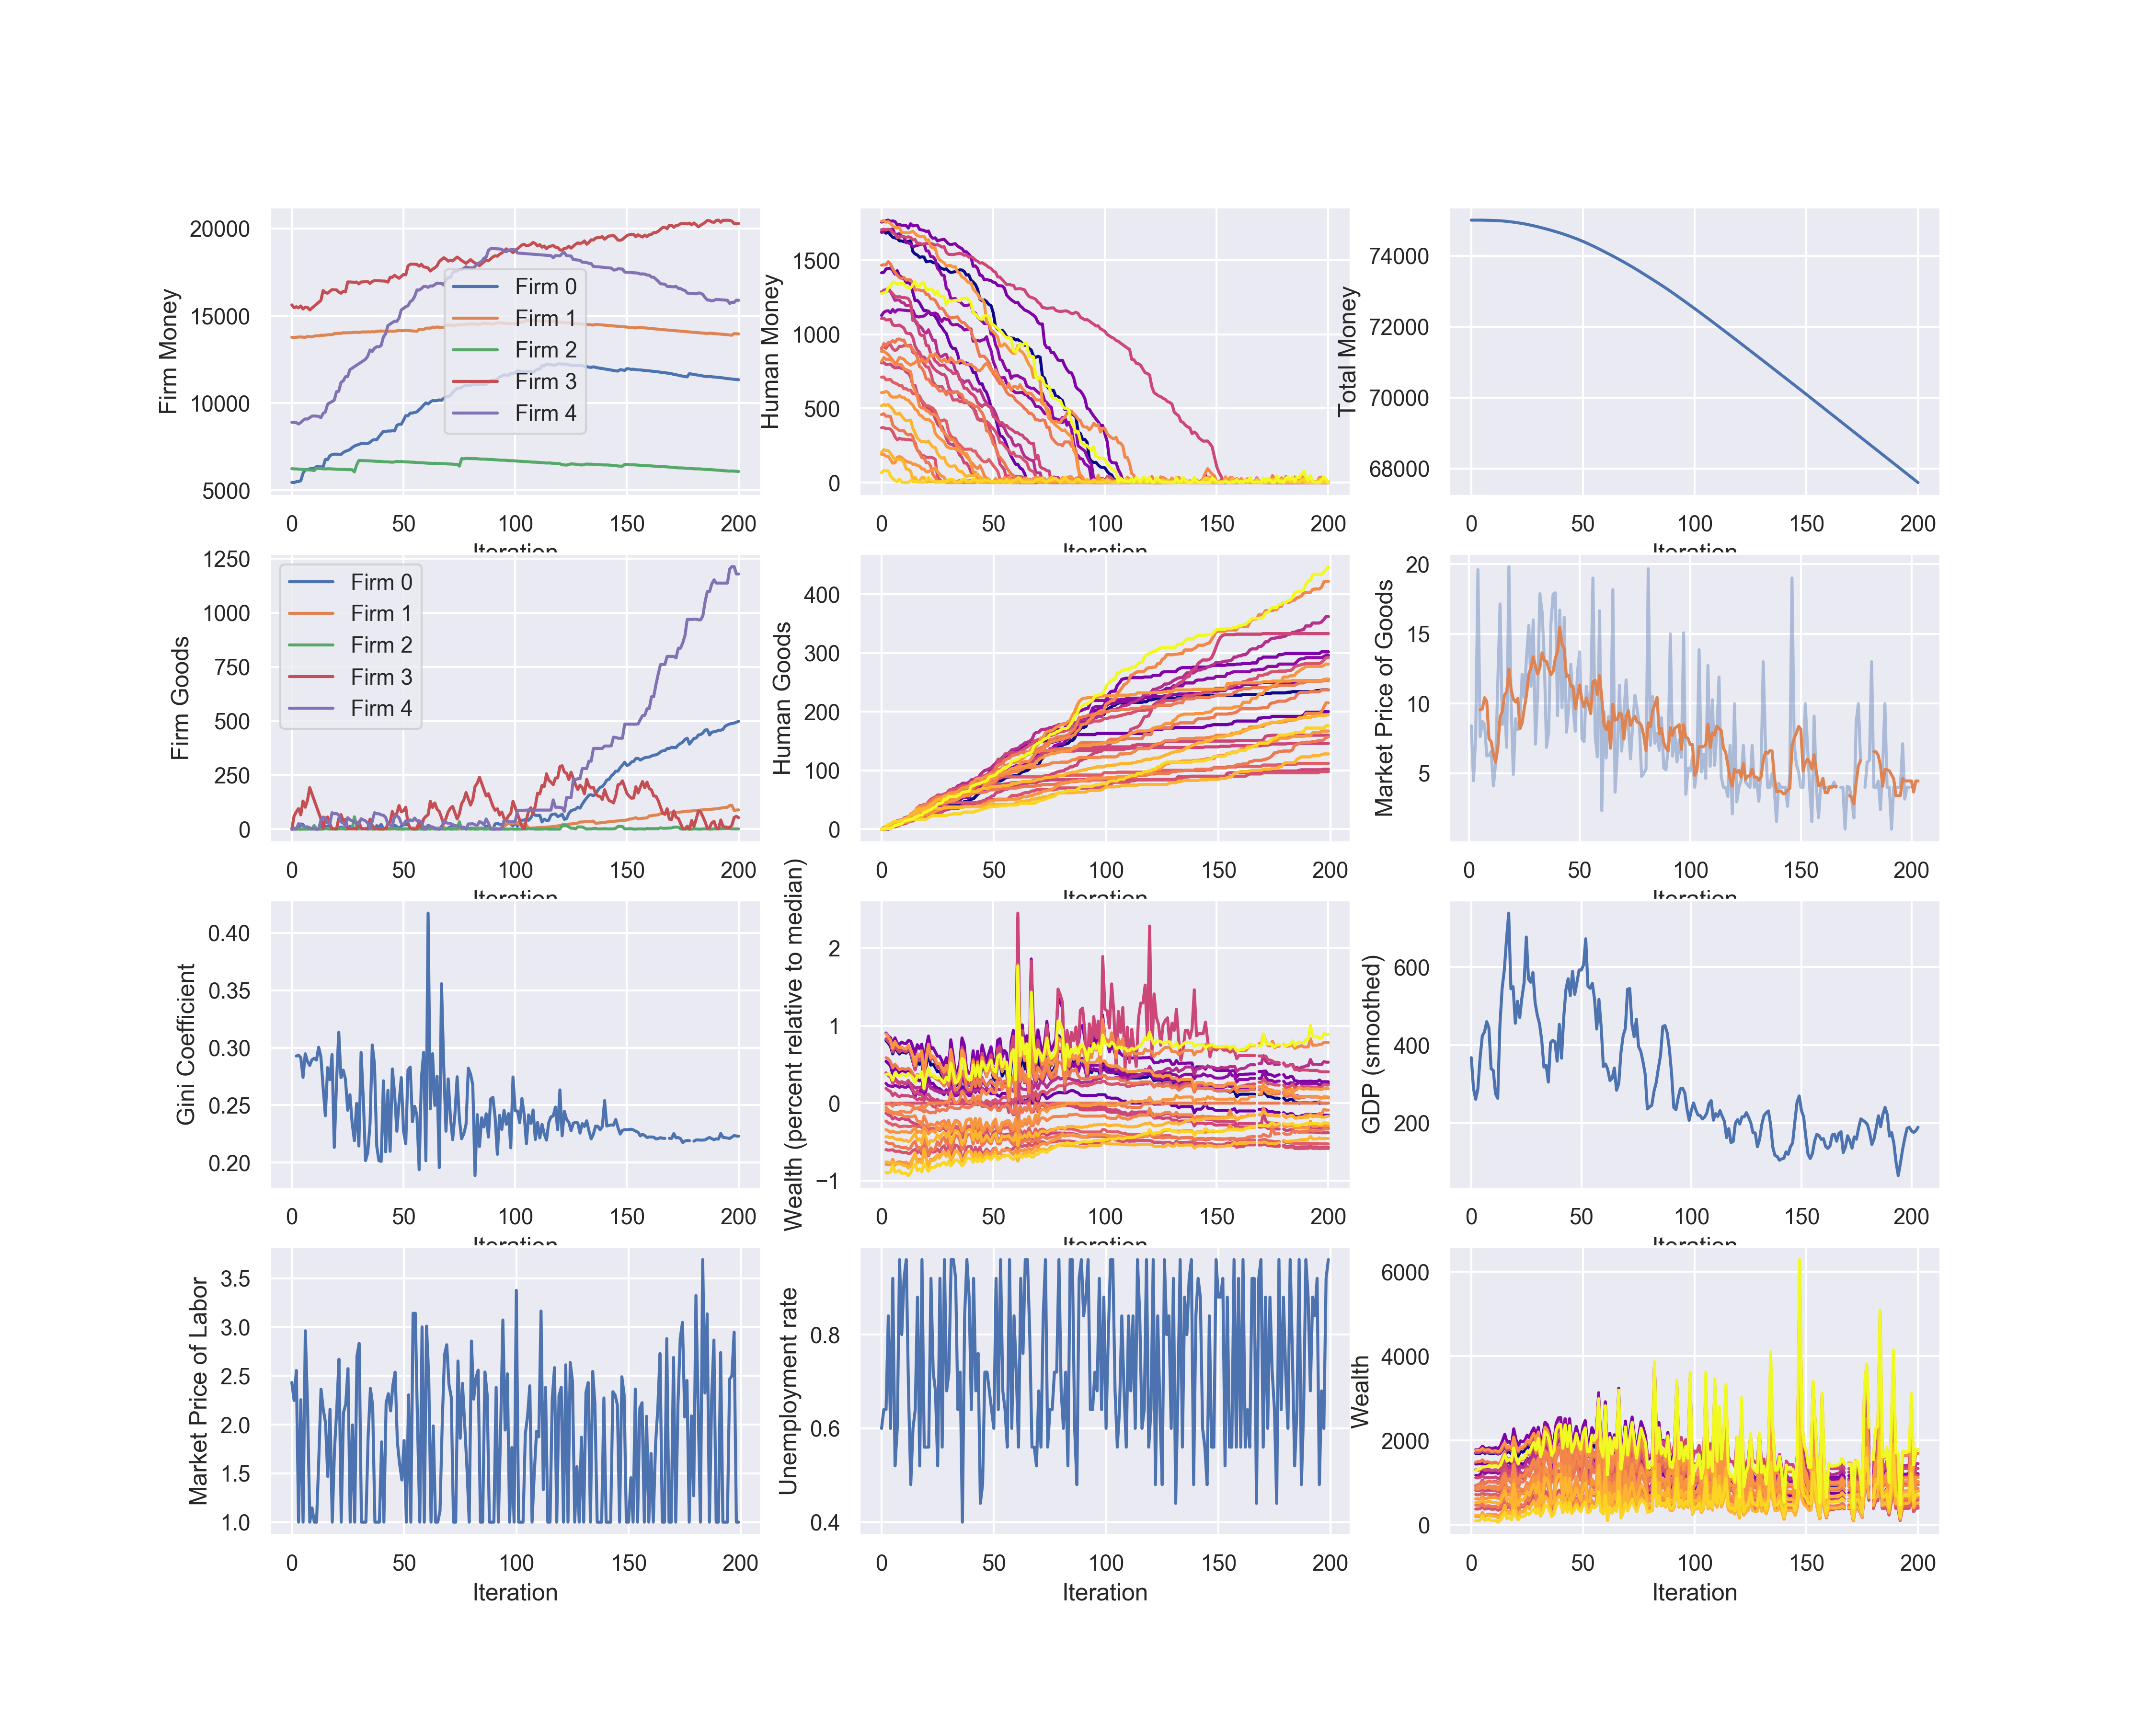 Firm Money
20000
15000
10000
5000
Firm 0
Firm 1
Firm 2
Firm 3
Firm 4
0 50 100 150 200
Iteration
Human Money
1500
1000
500
0
0 50 100 150 200
Iteration
Total Money
74000
72000
70000
68000
0 50 100 150 200
Iteration
Firm Goods
1250
1000
750
500
250
0
Firm 0
Firm 1
Firm 2
Firm 3
Firm 4
0 50 100 150 200
Iteration
Human Goods
400
300
200
100
0
0 50 100 150 200
Iteration
Market Price of Goods
20
15
10
5
0 50 100 150 200
Iteration
Gini Coefficient
0.40
0.35
0.30
0.25
0.20
0 50 100 150 200
Iteration
Wealth (percent relative to median)
2
1
0
−1
0 50 100 150 200
Iteration
GDP (smoothed)
600
400
200
0 50 100 150 200
Iteration
Market Price of Labor
3.5
3.0
2.5
2.0
1.5
1.0
0 50 100 150 200
Iteration
Unemployment rate
0.8
0.6
0.4
0 50 100 150 200
Iteration
Wealth
6000
4000
2000
0
0 50 100 150 200
Iteration